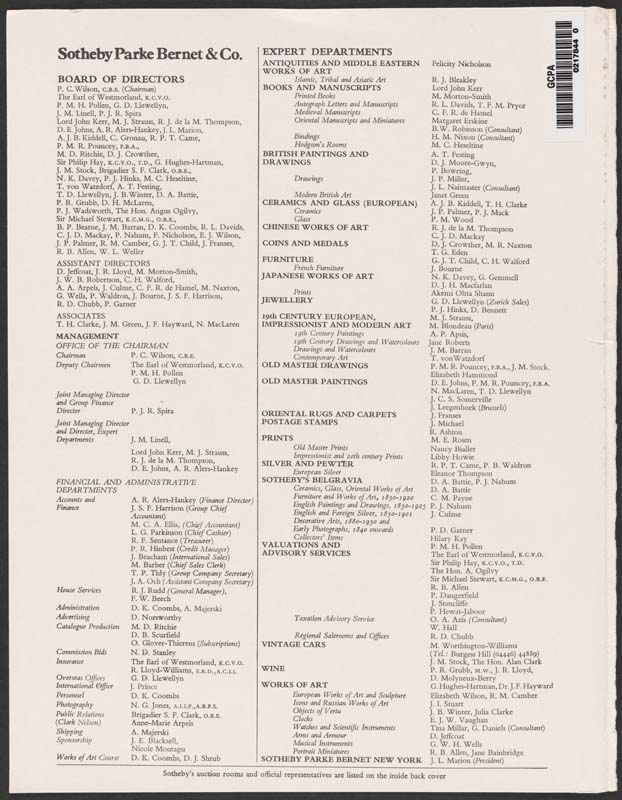 Sotheby Parke Bernet & Co.
BOARD OF DIRECTORS
P. C. Wilson, C.B.E. (Chairman)
The Earl of Westmorland, K.C.V.O.
P. M. H. Pollen, G. D. Llewellyn,
J. M. Linell, P. J. R. Spira
Lord John Kerr, M. J. Strauss, R. J. de la M. Thompson,
D. E. Johns, A. R. Alers-Hankey, J. L. Marion,
A. J. B. Kiddell, C. Gronau, R. P. T. Came,
P. M. R. Pouncey, F.B.A.,
M. D. Ritchie, D. J. Crowther,
Sir Philip Hay, K.C.V.O., T.D., G. Hughes-Hartman,
J. M. Stock, Brigadier S. F. Clark, O.B.E.,
N. K. Davey, P. J. Hinks, M. C. Heseltine,
T. von Watzdorf, A. T. Festing,
T. D. Llewellyn, J. B. Winter, D. A. Battie,
P. R. Grubb, D. H. McLaren,
P. J. Wadsworth, The Hon. Angus Ogilvy,
Sir Michael Stewart, K.C.M.G., O.B.E.,
B. P. Bearne, J. M. Barran, D. K. Coombs, R. L. Davids,
C. J. D. Mackay, P. Nahum, F. Nicholson, E. J. Wilson,
J. P. Palmer, R. M. Camber, G. J. T. Child, J. Franses,
R. B. Allen, W. L. Weller
ASSISTANT DIRECTORS
D. Jeffcoat, J. R. Lloyd, M. Morton-Smith,
J. W. B. Robertson, C. H. Walford,
A. A. Arpels, J. Culme, C. F. R. de Hamel, M. Naxton,
G. Wells, P. Waldron, J. Bourne, J. S. F. Harrison,
R. D. Chubb, P. Garner
ASSOCIATES
T. H. Clarke, J. M. Green, J. F. Hayward, N. MacLaren
MANAGEMENT
OFFICE OF THE CHAIRMAN
Chairman P. C. Wilson, C.B.E.
Deputy Chairmen The Earl of Westmorland, K.C.V.O.
P. M. H. Pollen
G. D. Llewellyn
Joint Managing Director
and Group Finance
Director P. J. R. Spira
Joint Managing Director
and Director, Expert
Departments J. M. Linell,
Lord John Kerr, M. J. Strauss,
R. J. de la M. Thompson,
D. E. Johns, A. R. Alers-Hankey
FINANCIAL AND ADMINISTRATIVE
DEPARTMENTS
Accounts and A. R. Alers-Hankey (Finance Director)
Finance J. S. F. Harrison (Group Chief
Accountant)
M. C. A. Ellis, (Chief Accountant)
L. G. Parkinson (Chief Cashier)
R. F. Sentance (Treasurer)
P. R. Hinbest (Credit Manager)
J. Beacham (International Sales)
M. Barber (Chief Sales Clerk)
T. P. Tidy (Group Company Secretary)
J. A. Och (Assistant Company Secretary)
House Services R. J. Rudd (General Manager),
F. W. Beech
Administration D. K. Coombs, A. Majerski
Advertising D. Norsworthy
Catalogue Production M. D. Ritchie
D. B. Scurfield
O. Glover-Thierens (Subscriptions)
Commission Bids N. D. Stanley
Insurance The Earl of Westmorland, K.C.V.O.
R. Lloyd-Williams, E.R.D., A.C.I.I.
Overseas Offices G. D. Llewellyn
International Office J. Prince
Personnel D. K. Coombs
Photography N. G. Jones, A.I.I.P., A.R.P.S.
Public Relations Brigadier S. F. Clark, O.B.E.
(Clark Nelson) Anne-Marie Arpels
Shipping A. Majerski
Sponsorship J. E. Blacksell,
Nicole Montagu
Works of Art Course D. K. Coombs, D. J. Shrub
EXPERT DEPARTMENTS
ANTIQUITIES AND MIDDLE EASTERN Felicity Nicholson
WORKS OF ART
Islamic, Tribal and Asiatic Art R. J. Bleakley
BOOKS AND MANUSCRIPTS Lord John Kerr
Printed Books M. Morton-Smith
Autograph Letters and Manuscripts R. L. Davids, T. F. M. Pryor
Medieval Manuscripts C. F. R. de Hamel
Oriental Manuscripts and Miniatures Margaret Erskine
B.W. Robinson (Consultant)
Bindings H. M. Nixon (Consultant)
Hodgson's Rooms M. C. Heseltine
BRITISH PAINTINGS AND A. T. Festing
DRAWINGS D. J. Moore-Gwyn,
P. Bowring,
Drawings J. P. Miller,
J. L. Naimaster (Consultant)
Modern British Art Janet Green
CERAMICS AND GLASS (EUROPEAN) A. J. B. Kiddell, T. H. Clarke
Ceramics J. P. Palmer, P. J. Mack
Glass P. M. Wood
CHINESE WORKS OF ART R. J. de la M. Thompson
C. J. D. Mackay
COINS AND MEDALS D. J. Crowther, M. R. Naxton
T. G. Eden
FURNITURE G. J. T. Child, C. H. Walford
French Furniture J. Bourne
JAPANESE WORKS OF ART N. K. Davey, G. Gemmell
D. H. J. Macfarlan
Prints Akemi Ohta Shann
JEWELLERY G. D. Llewellyn (Zurich Sales)
P. J. Hinks, D. Bennett
19th CENTURY EUROPEAN, M. J. Strauss,
IMPRESSIONIST AND MODERN ART M. Blondeau (Paris)
19th Century Paintings A. P. Apsis,
19th Century Drawings and Watercolours Jane Roberts
Drawings and Watercolours J. M. Barran
Contemporary Art T. von Watzdorf
OLD MASTER DRAWINGS P. M. R. Pouncey, F.B.A., J. M. Stock.
Elizabeth Hammond
OLD MASTER PAINTINGS D. E. Johns, P. M. R. Pouncey, F.B.A.
N. MacLaren, T. D. Llewellyn
J. C. S. Somerville
J. Leegenhoek (Brussels)
ORIENTAL RUGS AND CARPETS J. Franses
POSTAGE STAMPS J. Michael
R. Ashton
PRINTS M. E. Rosen
Old Master Prints Nancy Bialler
Impressionist and 20th century Prints Libby Howie
SILVER AND PEWTER R. P. T. Came, P. B. Waldron
European Silver Eleanor Thompson
SOTHEBY'S BELGRAVIA D. A. Battie, P. J. Nahum
Ceramics, Glass, Oriental Works of Art D. A. Battie
Furniture and Works of Art, 1830-1920 C. M. Payne
English Paintings and Drawings, 1830-1925 P. J. Nahum
English and Foreign Silver, 1830-1901 J. Culme
Decorative Arts, 1880-1950 and
Early Photographs, 1840 onwards P. D. Garner
Collectors' Items Hilary Kay
VALUATIONS AND P. M. H. Pollen
ADVISORY SERVICES The Earl of Westmorland, K.C.V.O.
Sir Philip Hay, K.C.V.O., T.D.
The Hon. A. Ogilvy
Sir Michael Stewart, K.C.M.G., O.B.E.
R. B. Allen
P. Dangerfield
J. Stancliffe
P. Hewat-Jaboor
Taxation Advisory Service O. A. Azis (Consultant)
W. Hall
Regional Salerooms and Offices R. D. Chubb
VINTAGE CARS M. Worthington-Williams
(Tel.: Burgess Hill (04446) 44889)
J. M. Stock, The Hon. Alan Clark
WINE P. R. Grubb, M.W., J. R. Lloyd,
D. Molyneux-Berry
WORKS OF ART G. Hughes-Hartman, Dr. J. F. Hayward
European Works of Art and Sculpture Elizabeth Wilson, R. M. Camber
Icons and Russian Works of Art J. I. Stuart
Objects of Vertu J. B. Winter, Julia Clarke
Clocks E. J. W. Vaughan
Watches and Scientific Instruments Tina Millar, G. Daniels (Consultant)
Arms and Armour D. Jeffcoat
Musical Instruments G. W. H. Wells
Portrait Miniatures R. B. Allen, Jane Bainbridge
SOTHEBY PARKE BERNET NEW YORK J. L. Marion (President)
Sotheby's auction rooms and official representatives are listed on the inside back cover
GCPA
0217844 0